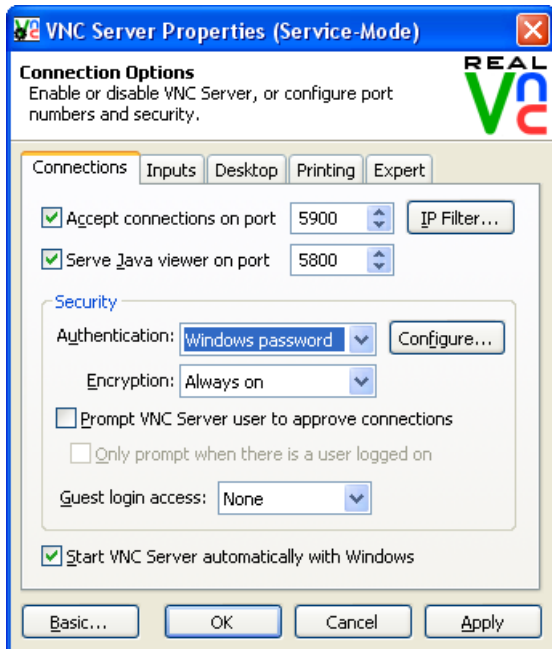 VNC Server Properties (Service-Mode)
Connection Options
Enable or disable VNC Server, or configure port
numbers and security.
REAL
VNC
Connections Inputs Desktop Printing Expert
Accept connections on port 5900 IP Filter...
Serve Java viewer on port 5800
Security
Authentication: Windows password Configure...
Encryption: Always on
Prompt VNC Server user to approve connections
Only prompt when there is a user logged on
Guest login access: None
Start VNC Server automatically with Windows
Basic... OK Cancel Apply